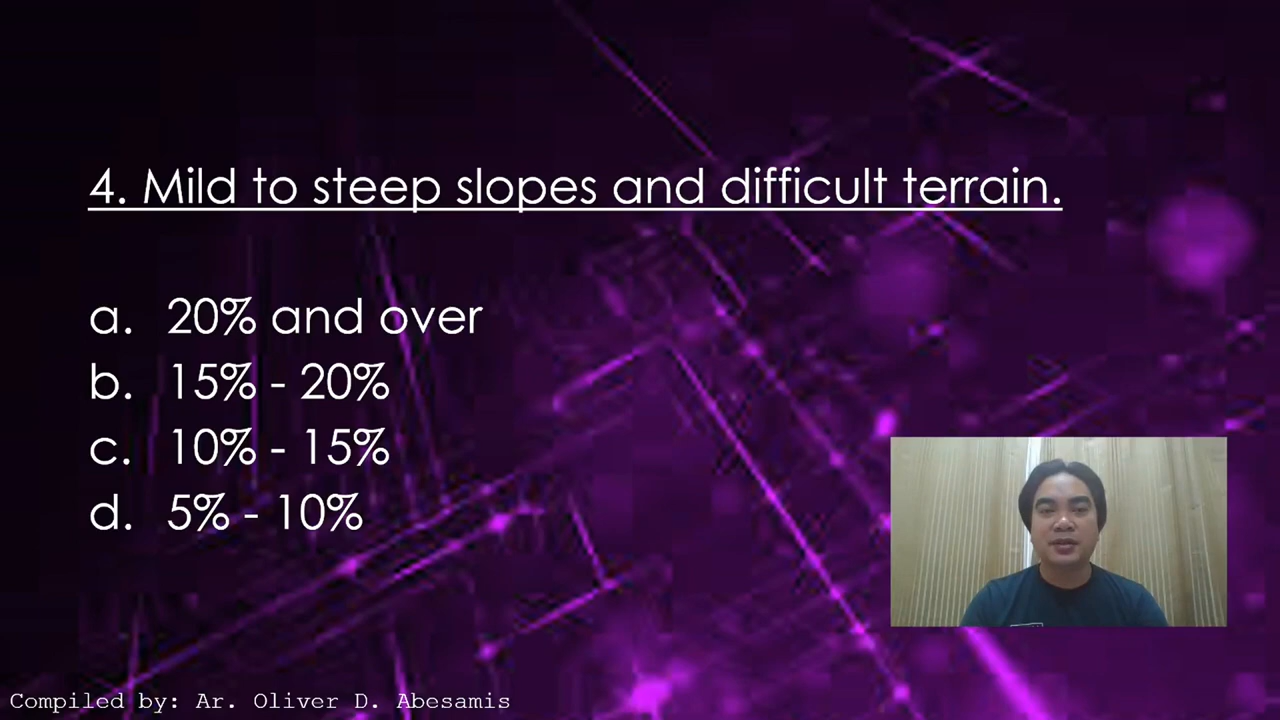 4. Mild to steep slopes and difficult terrain.
a. 20% and over
b. 15% - 20%
c. 10% - 15%
d. 5% - 10%
Compiled by: Ar. Oliver D. Abesamis